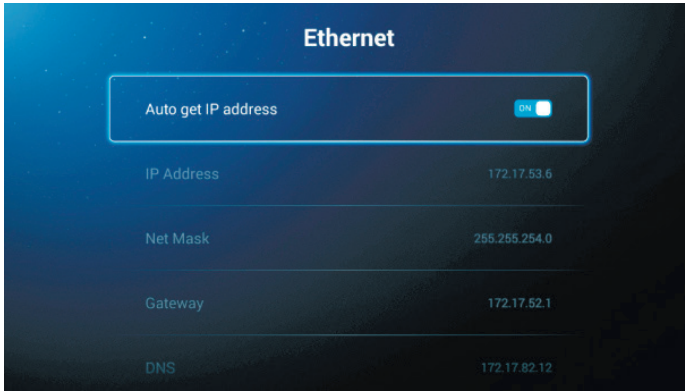 Ethernet
Auto get IP address ON
IP Address 172.17.53.6
Net Mask 255.255.254.0
Gateway 172.17.52.1
DNS 172.17.82.12